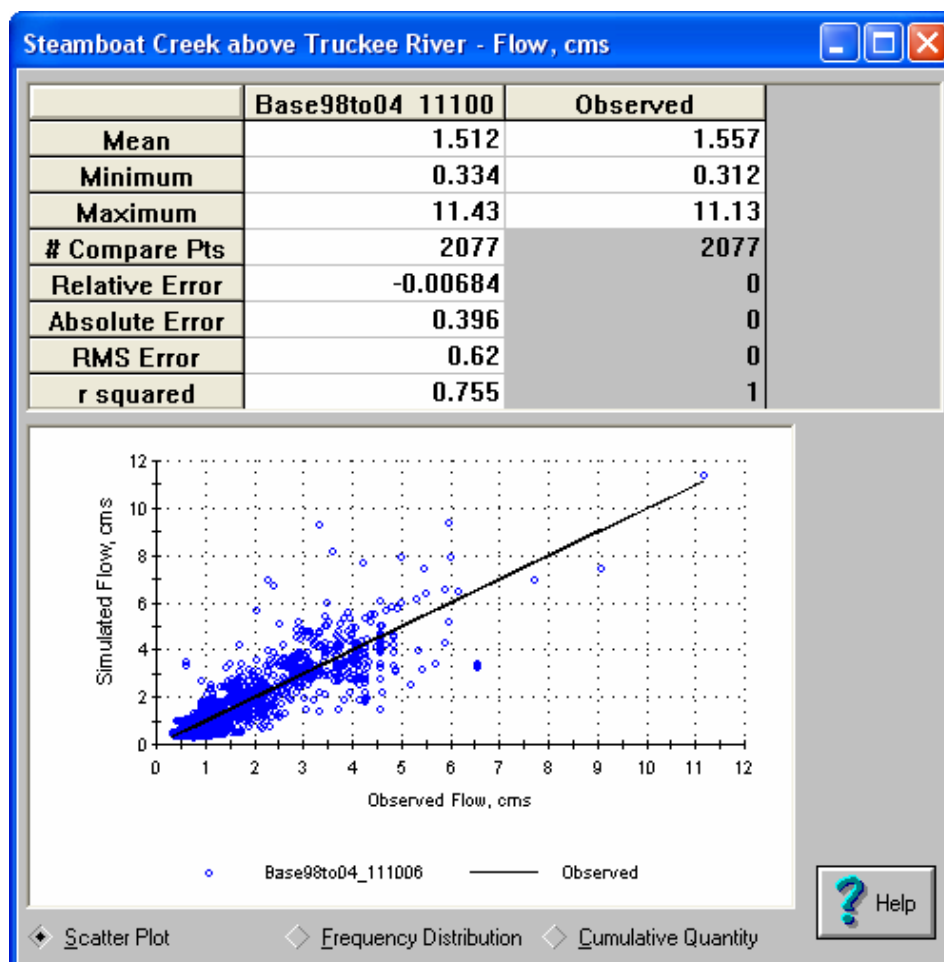 Steamboat Creek above Truckee River - Flow, cms
Base98to04_11100 Observed
Mean 1.512 1.557
Minimum 0.334 0.312
Maximum 11.43 11.13
# Compare Pts 2077 2077
Relative Error -0.00684 0
Absolute Error 0.396 0
RMS Error 0.62 0
r squared 0.755 1
Simulated Flow, cms
12
10
8
6
4
2
0
0 1 2 3 4 5 6 7 8 9 10 11 12
Observed Flow, cms
Base98to04_111006 Observed
? Help
Scatter Plot Frequency Distribution Cumulative Quantity